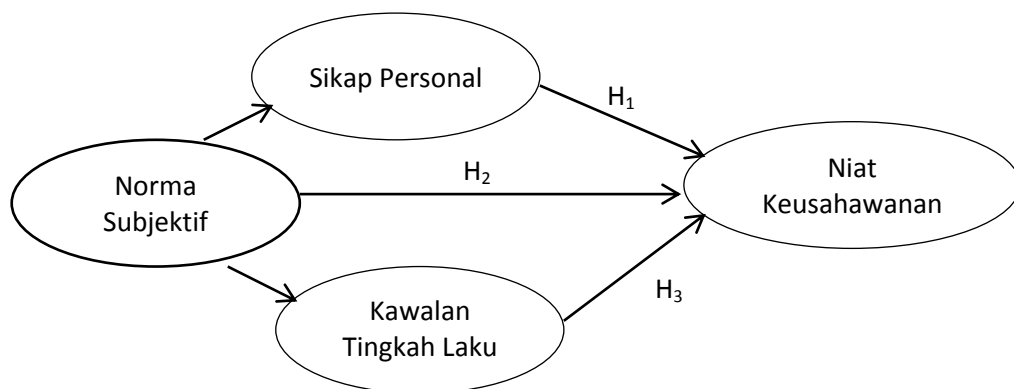 Sikap Personal
H₁
Norma
Subjektif
H₂
Niat
Keusahawanan
Kawalan
Tingkah Laku
H₃